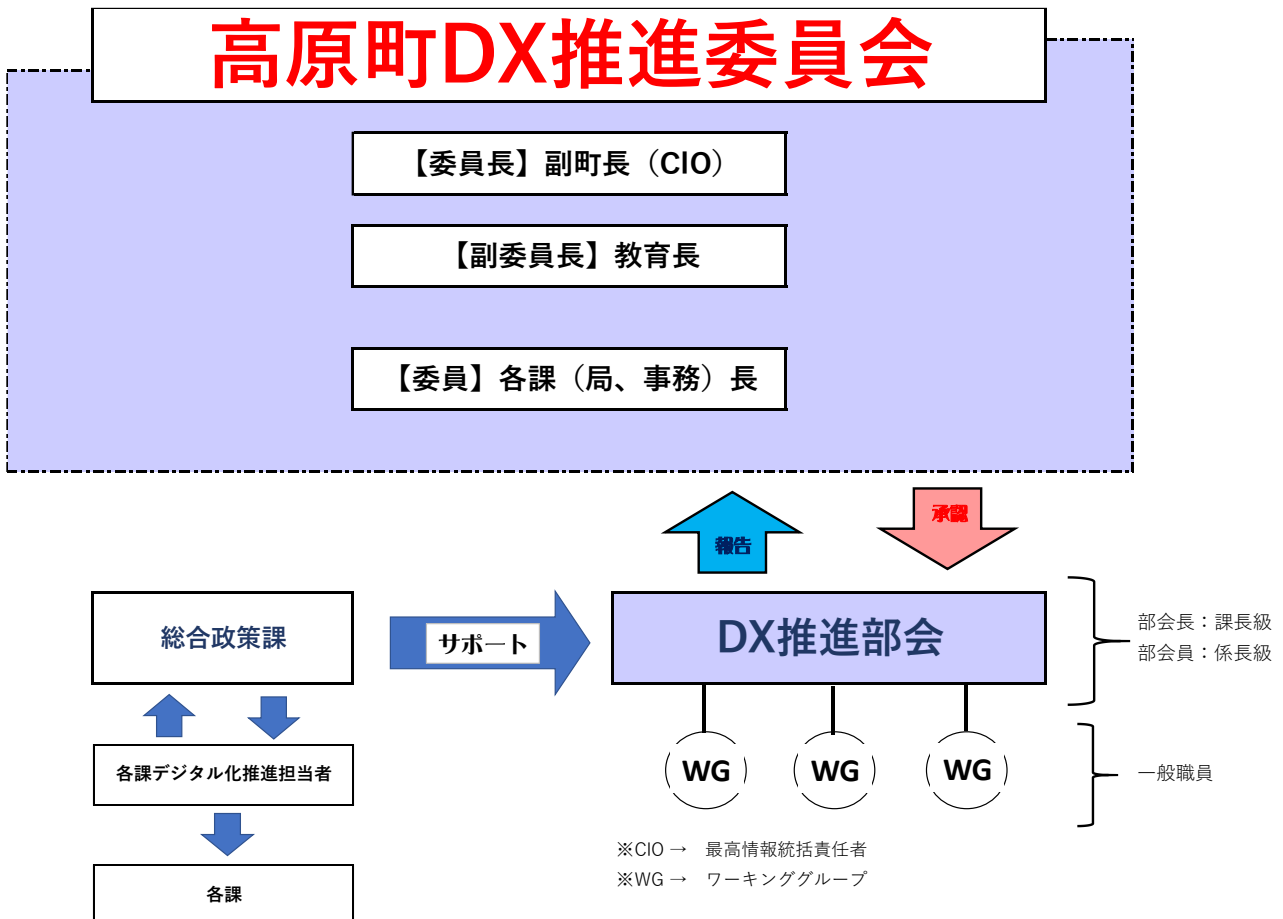 高原町DX推進委員会
【委員長】副町長（CIO）
【副委員長】教育長
【委員】各課（局、事務）長
報告
承認
総合政策課
サポート
DX推進部会
部会長：課長級
部会員：係長級
各課デジタル化推進担当者
WG
WG
WG
一般職員
※CIO → 最高情報統括責任者
※WG → ワーキンググループ
各課